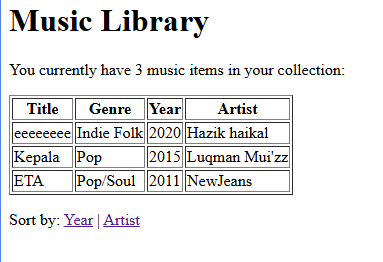 Music Library
You currently have 3 music items in your collection:
Title Genre Year Artist
eeeeeeee Indie Folk 2020 Hazik haikal
Kepala Pop 2015 Luqman Mui'zz
ETA Pop/Soul 2011 NewJeans
Sort by: Year | Artist